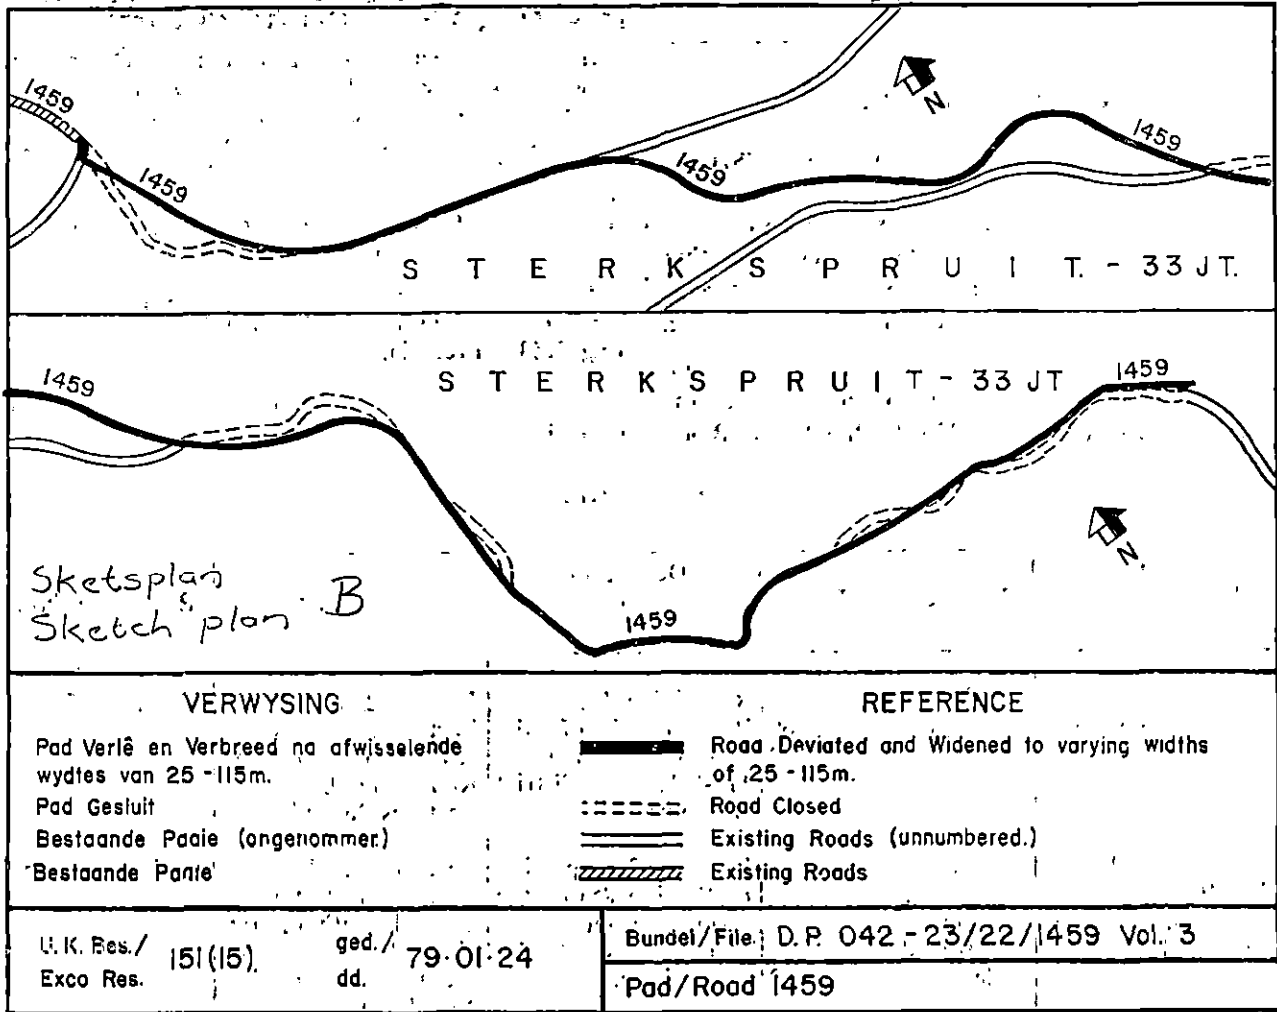 1459
1459
1459
1459
N
STERKSPRUIT - 33 JT.
1459
STERKSPRUIT - 33 JT
1459
1459
N
Sketsplan
Sketch plan B
VERWYSING
REFERENCE
Pad Verlê en Verbreed na afwisselende
wydtes van 25 - 115m.
Road Deviated and Widened to varying widths
of 25 - 115m.
Pad Gesluit
Road Closed
Bestaande Paaie (ongenommer.)
Existing Roads (unnumbered.)
Bestaande Paaie
Existing Roads
U.K. Bes./
Exco Res.
151(15)
ged./
dd.
79·01·24
Bundel/File. D.P. 042 - 23/22/1459 Vol. 3
Pad/Road 1459